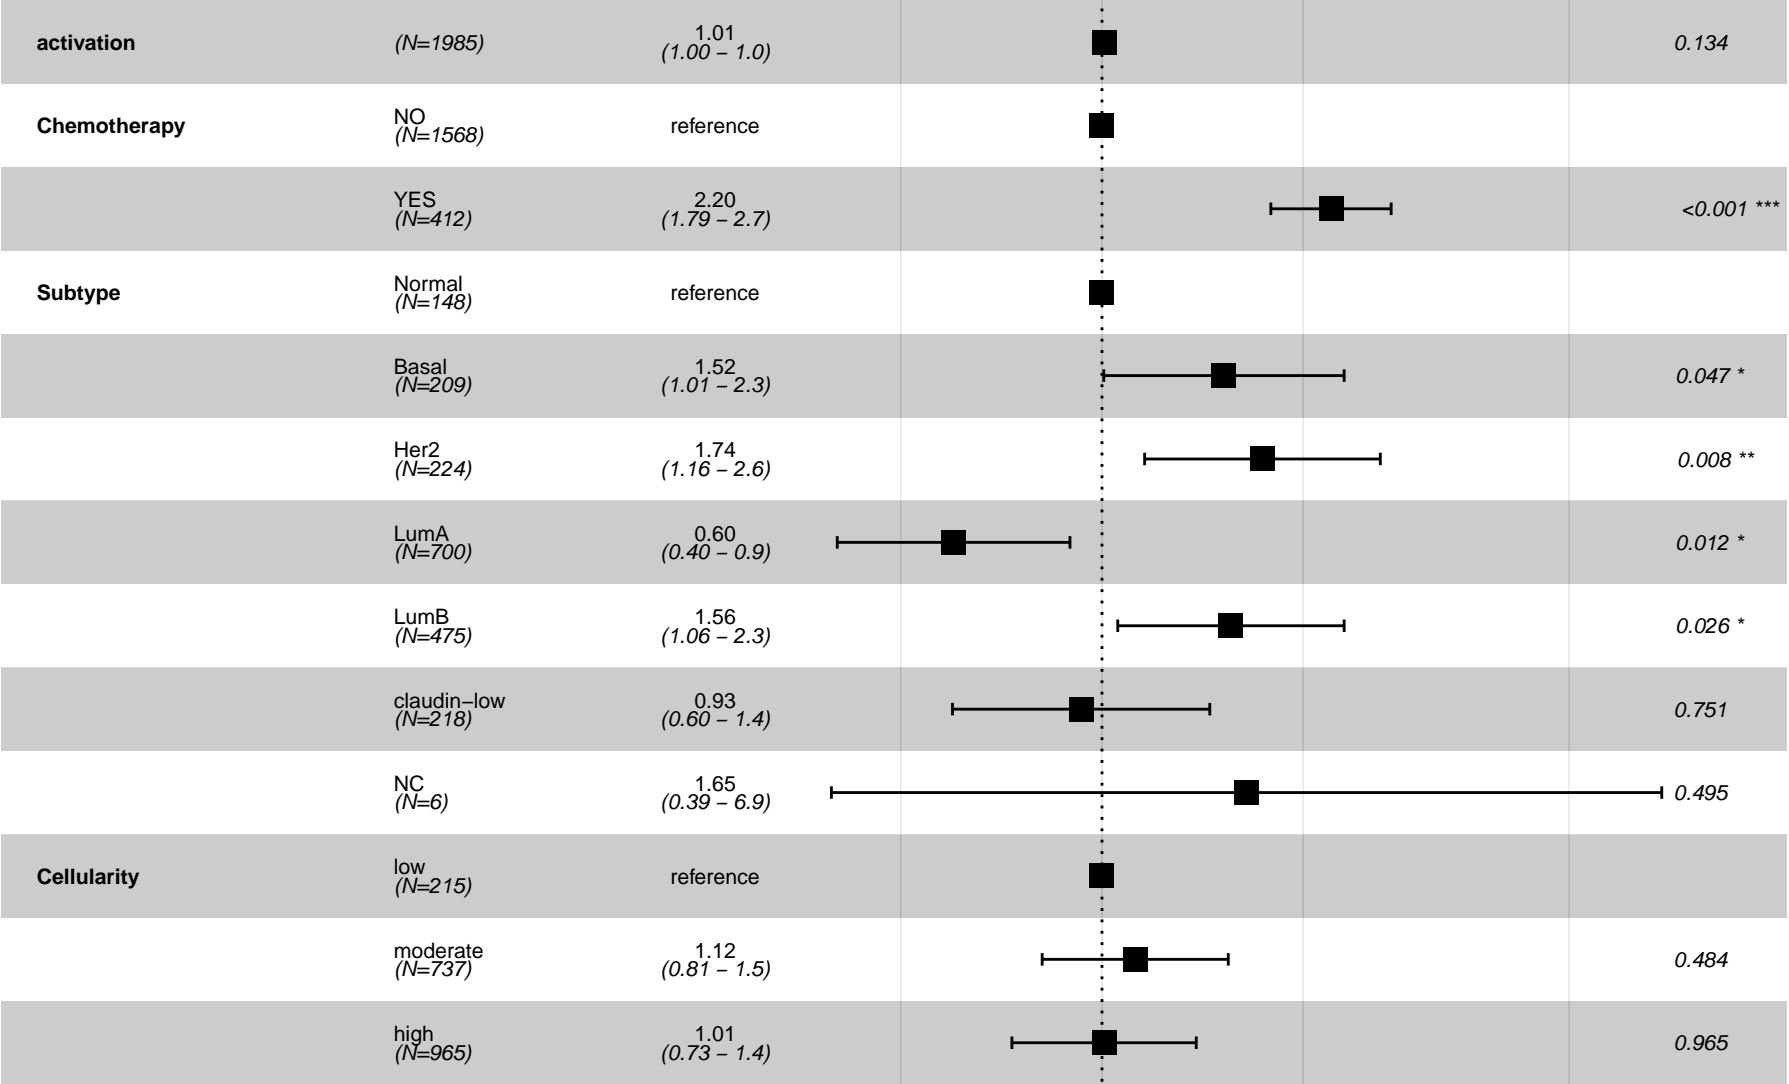 activation (N=1985) 1.01 0.134
(1.00 – 1.0)
Chemotherapy NO reference
(N=1568)
YES 2.20 <0.001 ***
(N=412) (1.79 – 2.7)
Subtype Normal reference
(N=148)
Basal 1.52 0.047 *
(N=209) (1.01 – 2.3)
Her2 1.74 0.008 **
(N=224) (1.16 – 2.6)
LumA 0.60 0.012 *
(N=700) (0.40 – 0.9)
LumB 1.56 0.026 *
(N=475) (1.06 – 2.3)
claudin–low 0.93 0.751
(N=218) (0.60 – 1.4)
NC 1.65 0.495
(N=6) (0.39 – 6.9)
Cellularity low reference
(N=215)
moderate 1.12 0.484
(N=737) (0.81 – 1.5)
high 1.01 0.965
(N=965) (0.73 – 1.4)